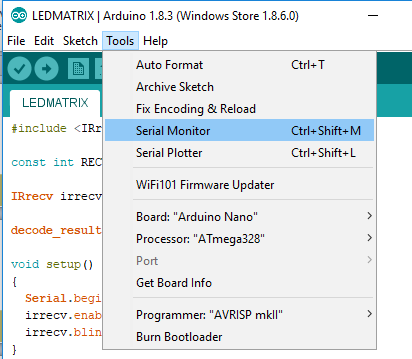 LEDMATRIX | Arduino 1.8.3 (Windows Store 1.8.6.0)
File Edit Sketch Tools Help
LEDMATRIX
#include <IRr
const int REC
IRrecv irrecv
decode_result
void setup()
{
Serial.begi
irrecv.enab
irrecv.blin
}
Auto Format Ctrl+T
Archive Sketch
Fix Encoding & Reload
Serial Monitor Ctrl+Shift+M
Serial Plotter Ctrl+Shift+L
WiFi101 Firmware Updater
Board: "Arduino Nano"
Processor: "ATmega328"
Port
Get Board Info
Programmer: "AVRISP mkII"
Burn Bootloader